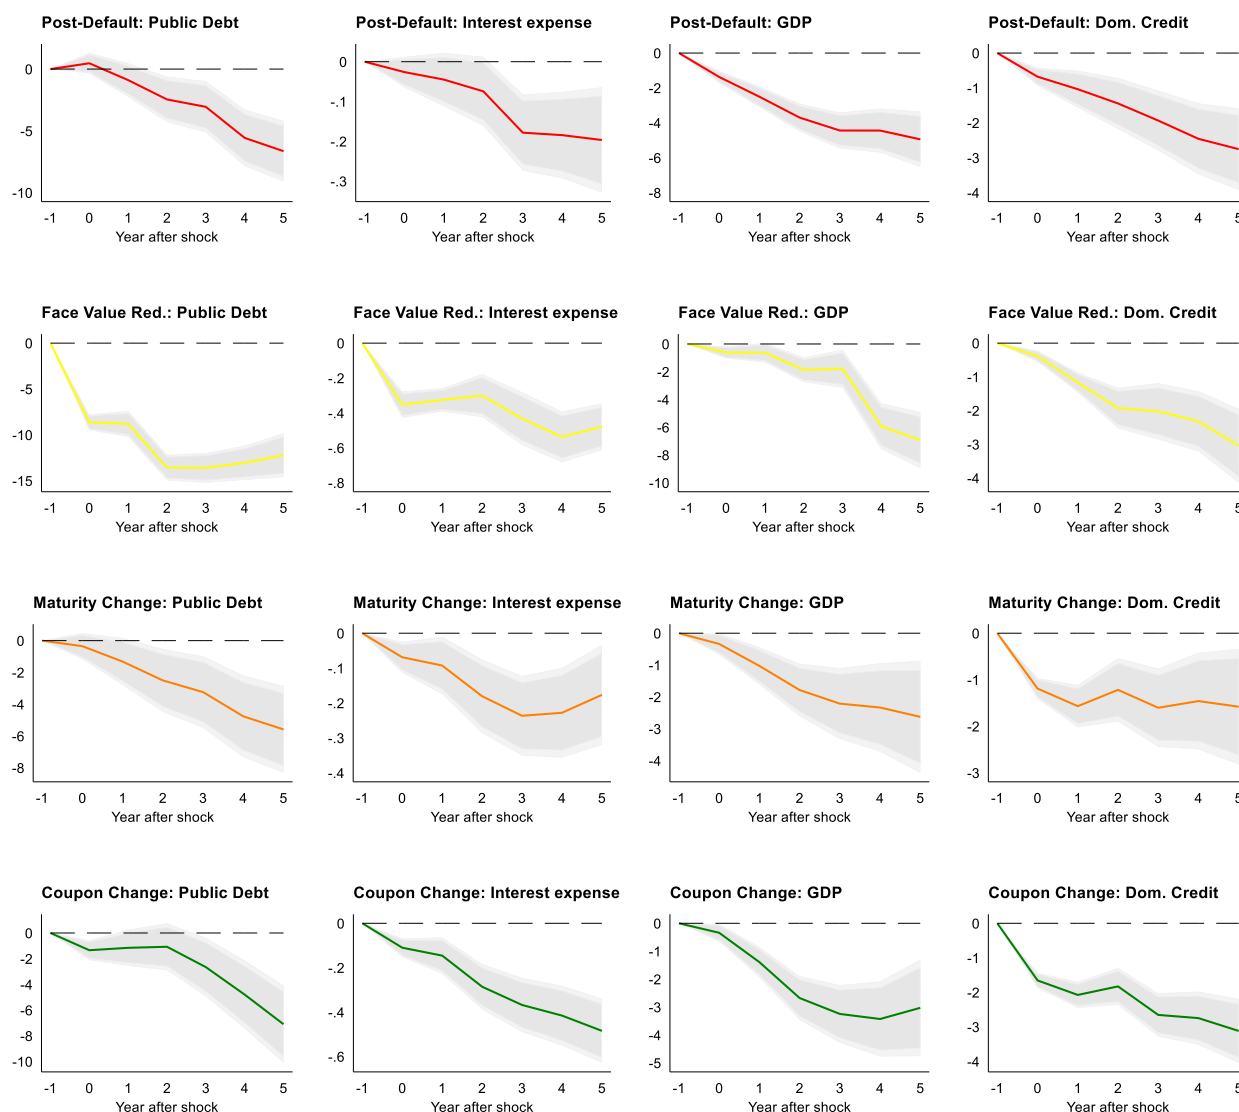 Post-Default: Public Debt
0
-5
-10
-1 0 1 2 3 4 5
Year after shock
Post-Default: Interest expense
0
-.1
-.2
-.3
-1 0 1 2 3 4 5
Year after shock
Post-Default: GDP
0
-2
-4
-6
-8
-1 0 1 2 3 4 5
Year after shock
Post-Default: Dom. Credit
0
-1
-2
-3
-4
-1 0 1 2 3 4 5
Year after shock
Face Value Red.: Public Debt
0
-5
-10
-15
-1 0 1 2 3 4 5
Year after shock
Face Value Red.: Interest expense
0
-.2
-.4
-.6
-.8
-1 0 1 2 3 4 5
Year after shock
Face Value Red.: GDP
0
-2
-4
-6
-8
-10
-1 0 1 2 3 4 5
Year after shock
Face Value Red.: Dom. Credit
0
-1
-2
-3
-4
-1 0 1 2 3 4 5
Year after shock
Maturity Change: Public Debt
0
-2
-4
-6
-8
-1 0 1 2 3 4 5
Year after shock
Maturity Change: Interest expense
0
-.1
-.2
-.3
-.4
-1 0 1 2 3 4 5
Year after shock
Maturity Change: GDP
0
-1
-2
-3
-4
-1 0 1 2 3 4 5
Year after shock
Maturity Change: Dom. Credit
0
-1
-2
-3
-1 0 1 2 3 4 5
Year after shock
Coupon Change: Public Debt
0
-2
-4
-6
-8
-10
-1 0 1 2 3 4 5
Year after shock
Coupon Change: Interest expense
0
-.2
-.4
-.6
-1 0 1 2 3 4 5
Year after shock
Coupon Change: GDP
0
-1
-2
-3
-4
-5
-1 0 1 2 3 4 5
Year after shock
Coupon Change: Dom. Credit
0
-1
-2
-3
-4
-1 0 1 2 3 4 5
Year after shock